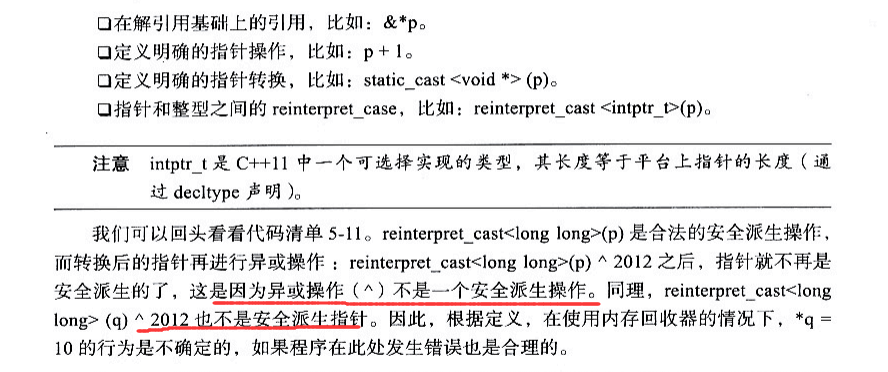 ❑在解引用基础上的引用，比如：&*p。
❑定义明确的指针操作，比如：p + 1。
❑定义明确的指针转换，比如：static_cast <void *> (p)。
❑指针和整型之间的 reinterpret_case，比如：reinterpret_cast <intptr_t>(p)。
注意 intptr_t 是 C++11 中一个可选择实现的类型，其长度等于平台上指针的长度（通
过 decltype 声明）。
我们可以回头看看代码清单 5-11。reinterpret_cast<long long>(p) 是合法的安全派生操作，
而转换后的指针再进行异或操作：reinterpret_cast<long long>(p) ^ 2012 之后，指针就不再是
安全派生的了，这是因为异或操作（^）不是一个安全派生操作。同理，reinterpret_cast<long
long> (q) ^ 2012 也不是安全派生指针。因此，根据定义，在使用内存回收器的情况下，*q =
10 的行为是不确定的，如果程序在此处发生错误也是合理的。